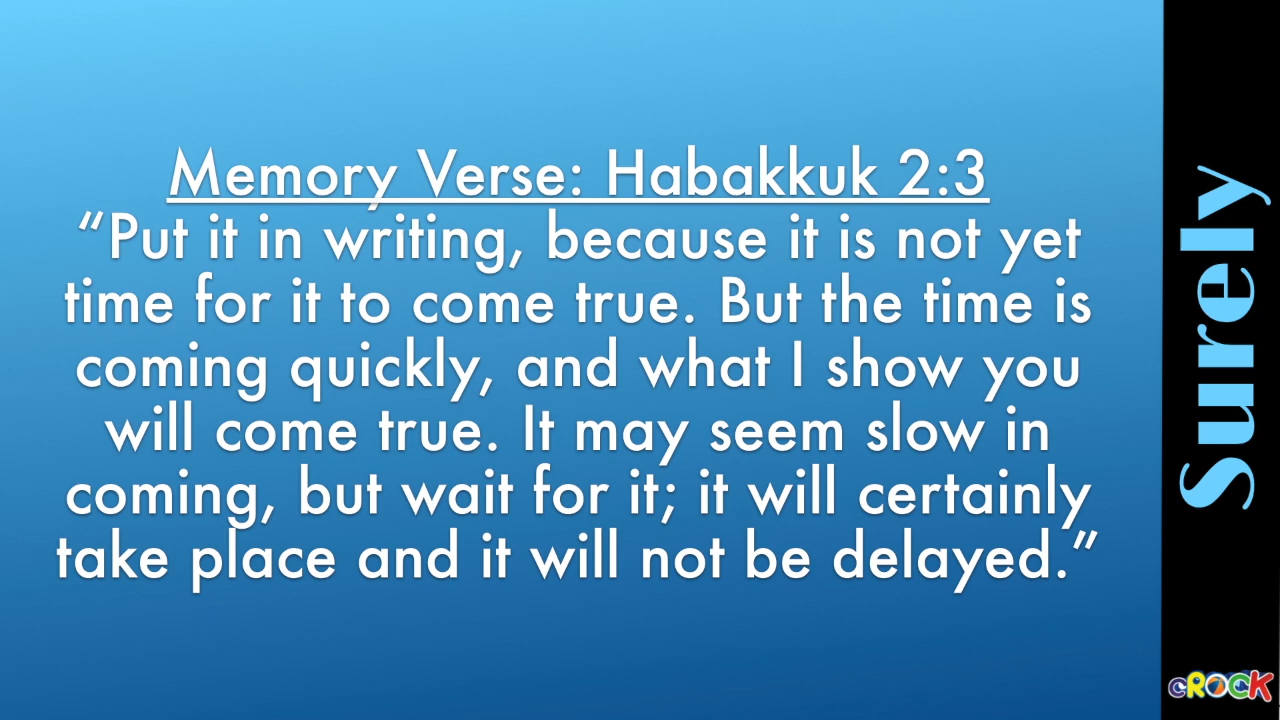 Memory Verse: Habakkuk 2:3
“Put it in writing, because it is not yet
time for it to come true. But the time is
coming quickly, and what I show you
will come true. It may seem slow in
coming, but wait for it; it will certainly
take place and it will not be delayed.”
Surely
cROCK